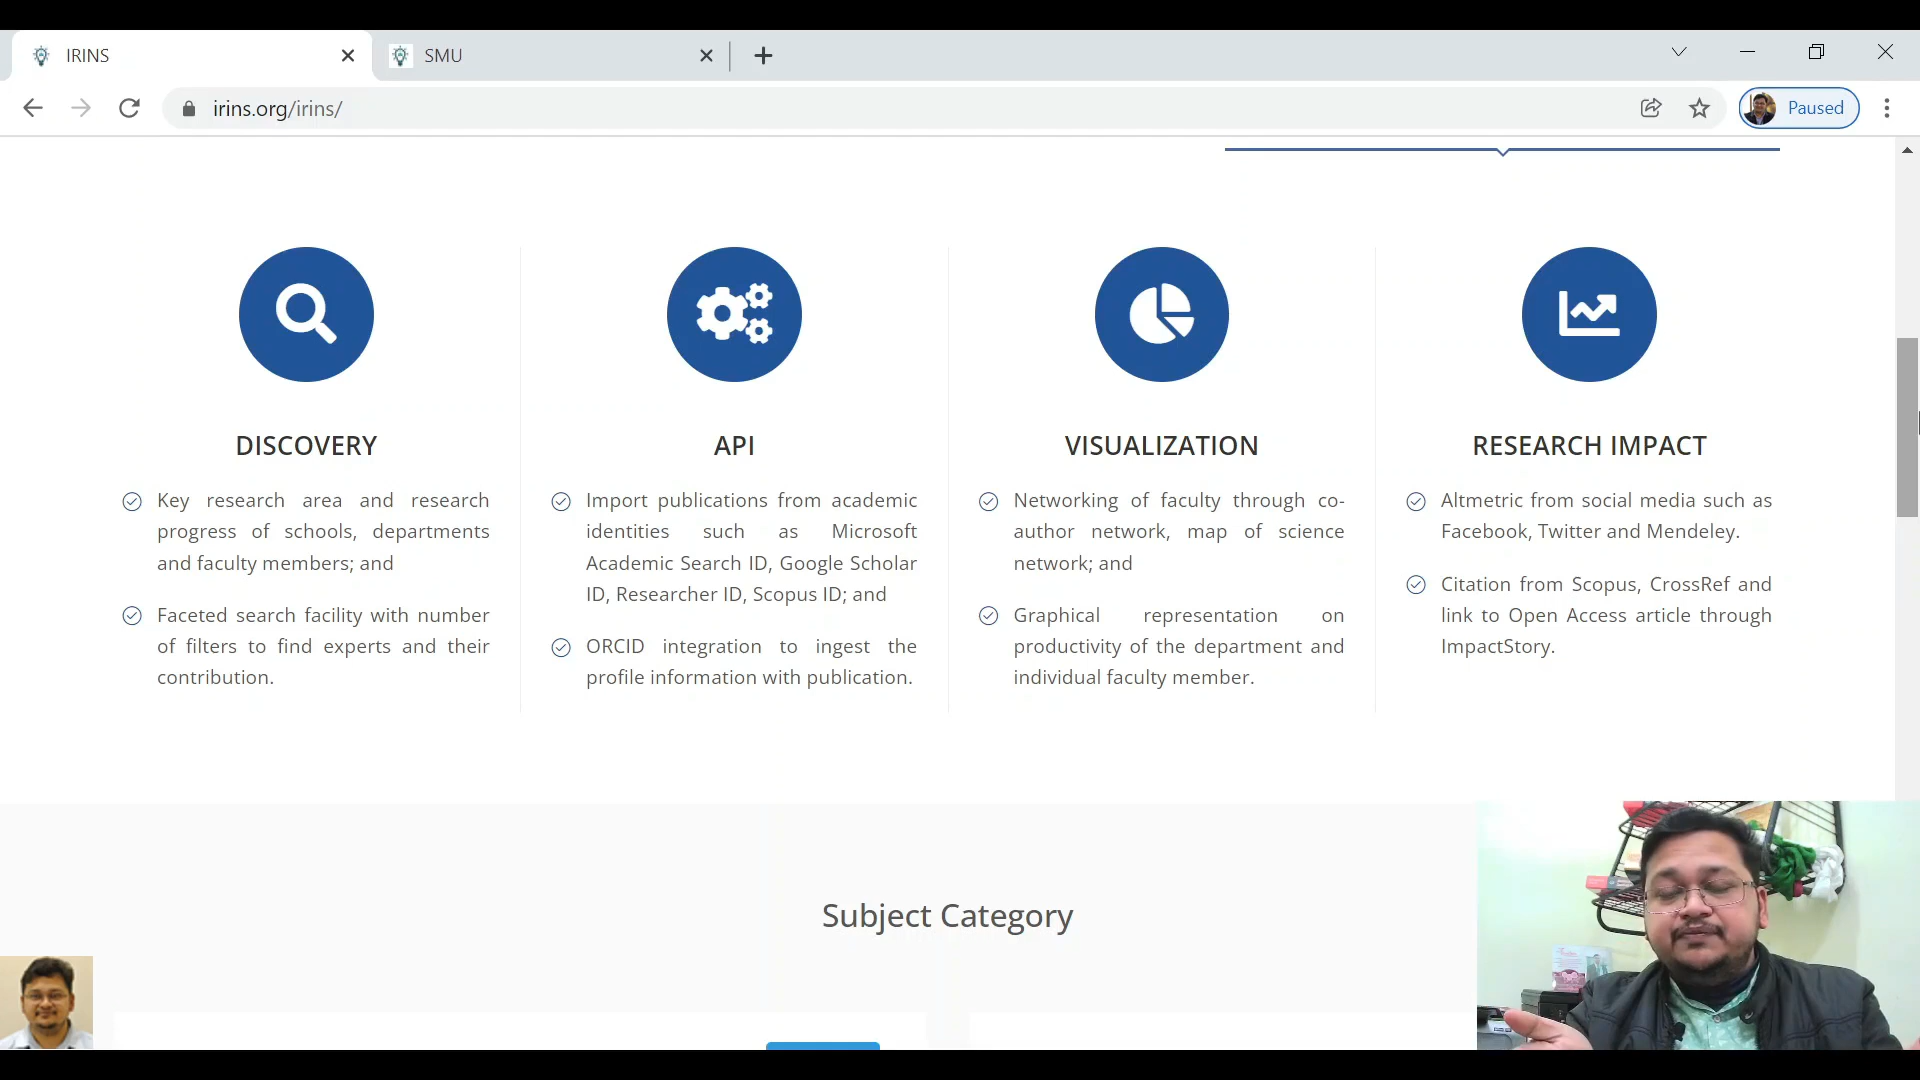 IRINS
SMU
irins.org/irins/
Paused
DISCOVERY
Key research area and research
progress of schools, departments
and faculty members; and
Faceted search facility with number
of filters to find experts and their
contribution.
API
Import publications from academic
identities such as Microsoft
Academic Search ID, Google Scholar
ID, Researcher ID, Scopus ID; and
ORCID integration to ingest the
profile information with publication.
VISUALIZATION
Networking of faculty through co-
author network, map of science
network; and
Graphical representation on
productivity of the department and
individual faculty member.
RESEARCH IMPACT
Altmetric from social media such as
Facebook, Twitter and Mendeley.
Citation from Scopus, CrossRef and
link to Open Access article through
ImpactStory.
Subject Category